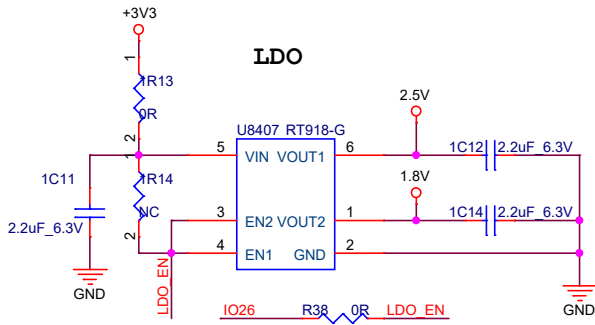 +3V3
LDO
1
1R13
0R
2
2.5V
U8407 RT918-G
5
VIN VOUT1
6
1C12
2.2uF_6.3V
1
1R14
NC
2
1C11
2.2uF_6.3V
GND
1.8V
3
EN2 VOUT2
1
1C14
2.2uF_6.3V
4
EN1
GND
2
LDO_EN
GND
IO26
R38
0R
LDO_EN